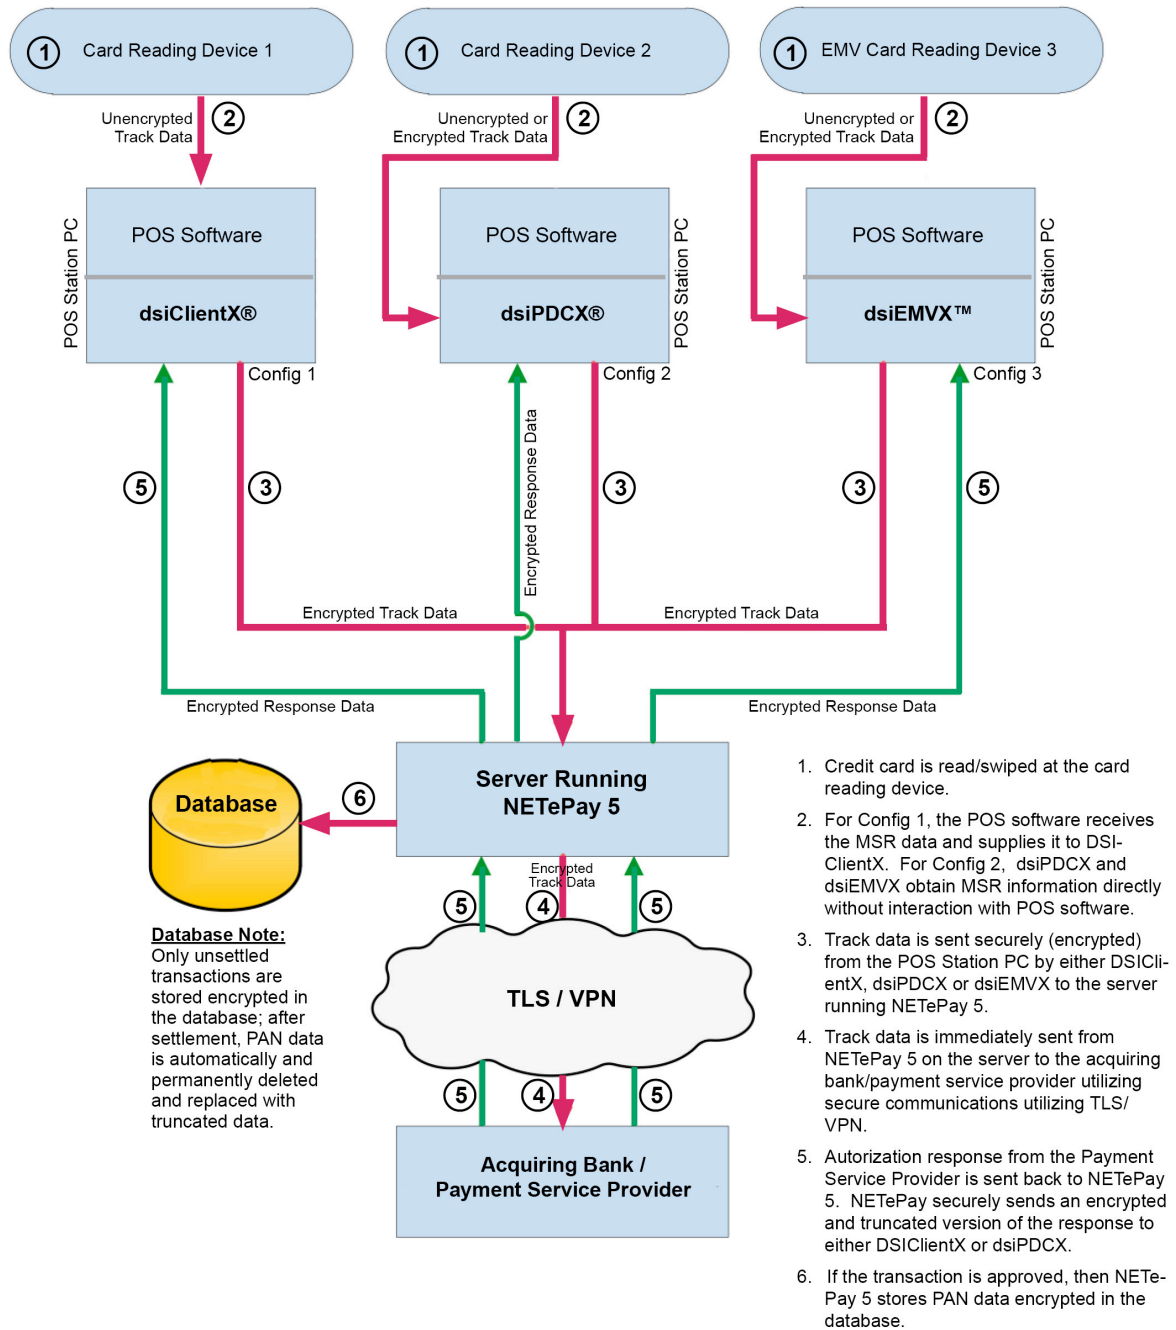 1 Card Reading Device 1
1 Card Reading Device 2
1 EMV Card Reading Device 3
Unencrypted
Track Data
2
Unencrypted or
Encrypted Track Data
2
Unencrypted or
Encrypted Track Data
2
POS Station PC
POS Software
dsiClientX®
Config 1
POS Software
dsiPDCX®
POS Station PC
Config 2
POS Software
dsiEMVX™
POS Station PC
Config 3
5
3
Encrypted Response Data
3
3
5
Encrypted Track Data
Encrypted Track Data
Encrypted Response Data
Encrypted Response Data
Server Running
NETePay 5
Database
6
Database Note:
Only unsettled
transactions are
stored encrypted in
the database; after
settlement, PAN data
is automatically and
permanently deleted
and replaced with
truncated data.
Encrypted
Track Data
5
4
5
TLS / VPN
5
4
5
Acquiring Bank /
Payment Service Provider
1. Credit card is read/swiped at the card
reading device.
2. For Config 1, the POS software receives
the MSR data and supplies it to DSI-
ClientX. For Config 2, dsiPDCX and
dsiEMVX obtain MSR information directly
without interaction with POS software.
3. Track data is sent securely (encrypted)
from the POS Station PC by either DSICli-
entX, dsiPDCX or dsiEMVX to the server
running NETePay 5.
4. Track data is immediately sent from
NETePay 5 on the server to the acquiring
bank/payment service provider utilizing
secure communications utilizing TLS/
VPN.
5. Autorization response from the Payment
Service Provider is sent back to NETePay
5. NETePay securely sends an encrypted
and truncated version of the response to
either DSIClientX or dsiPDCX.
6. If the transaction is approved, then NETe-
Pay 5 stores PAN data encrypted in the
database.